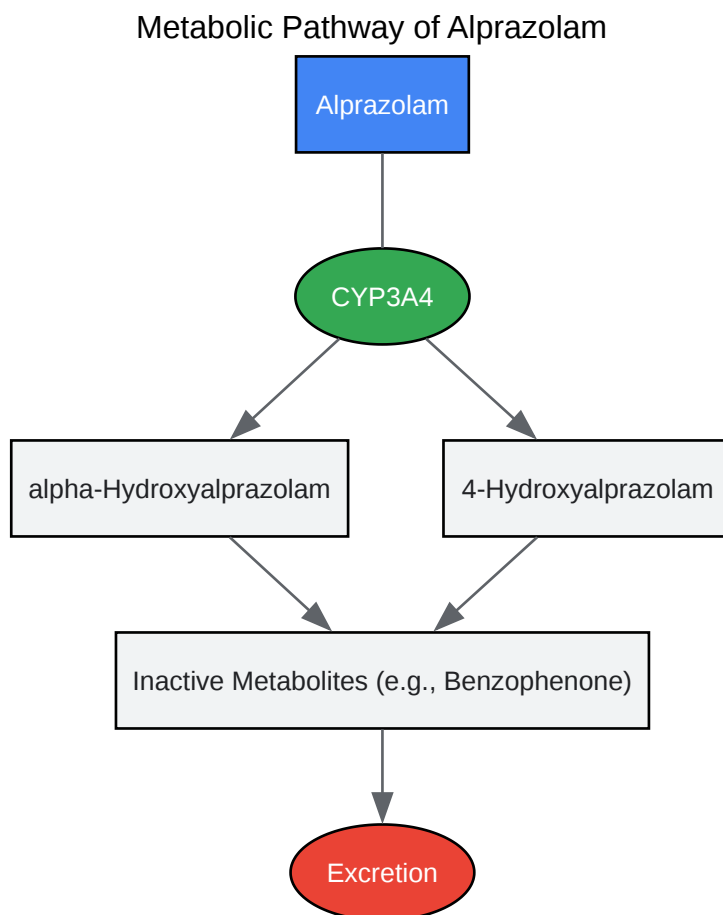 Metabolic Pathway of Alprazolam
Alprazolam
CYP3A4
alpha-Hydroxyalprazolam
4-Hydroxyalprazolam
Inactive Metabolites (e.g., Benzophenone)
Excretion